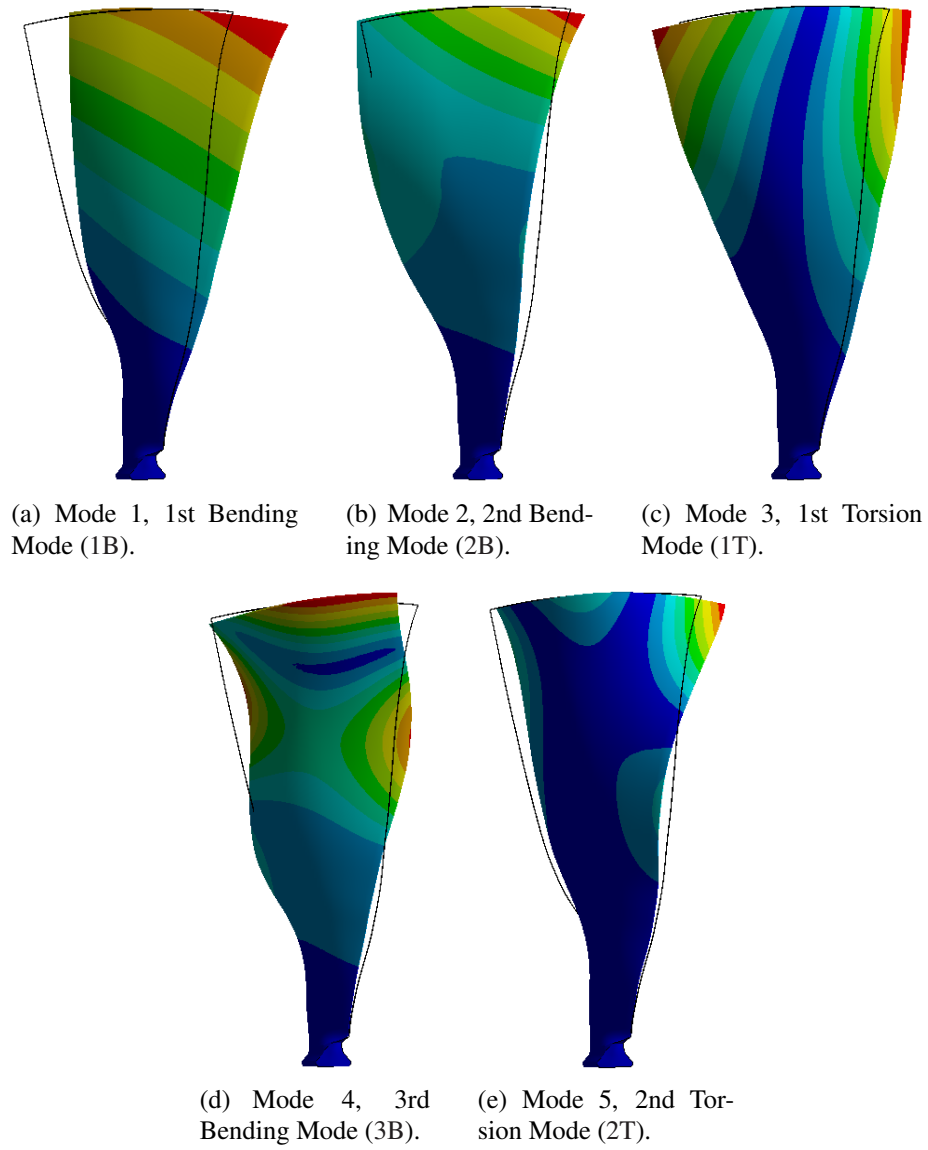 (a) Mode 1, 1st Bending
Mode (1B).
(b) Mode 2, 2nd Bend-
ing Mode (2B).
(c) Mode 3, 1st Torsion
Mode (1T).
(d) Mode 4, 3rd
Bending Mode (3B).
(e) Mode 5, 2nd Tor-
sion Mode (2T).